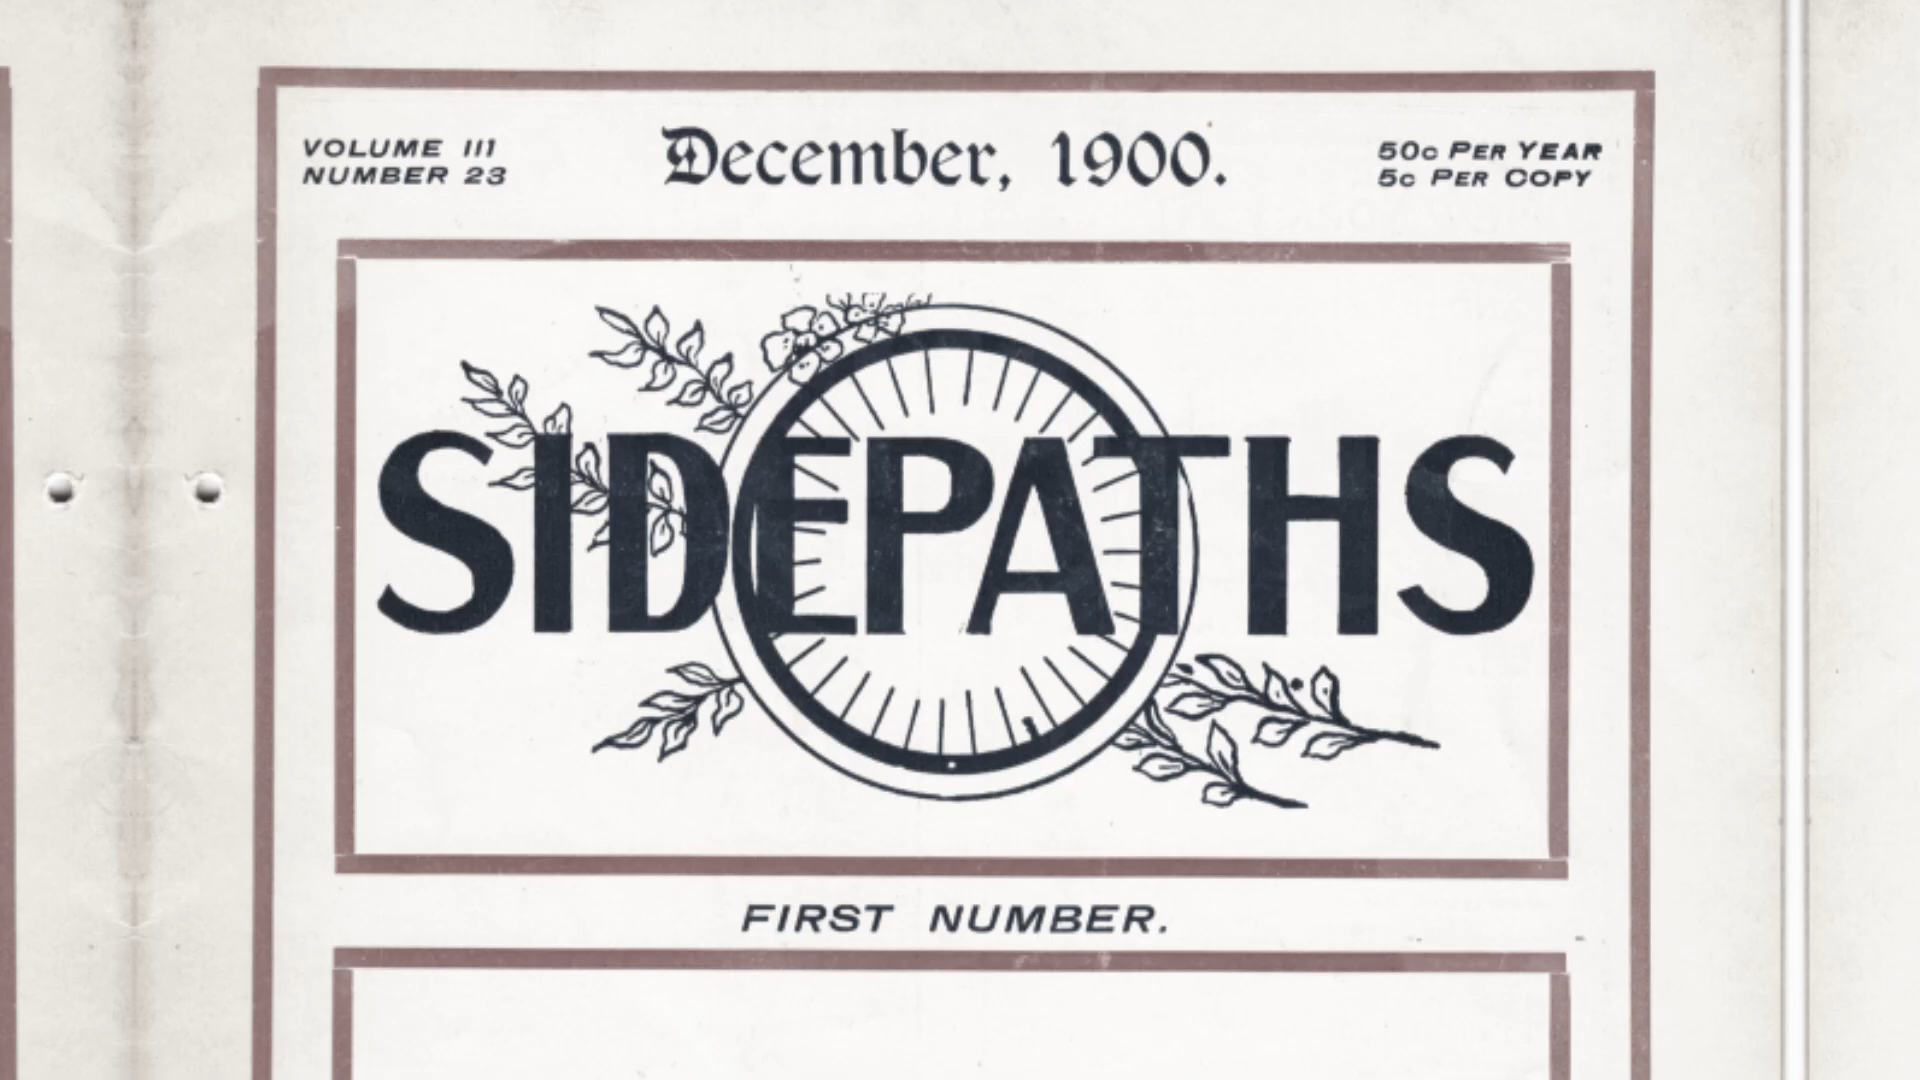 VOLUME III
NUMBER 23
December, 1900.
50c PER YEAR
5c PER COPY
SIDEPATHS
FIRST NUMBER.